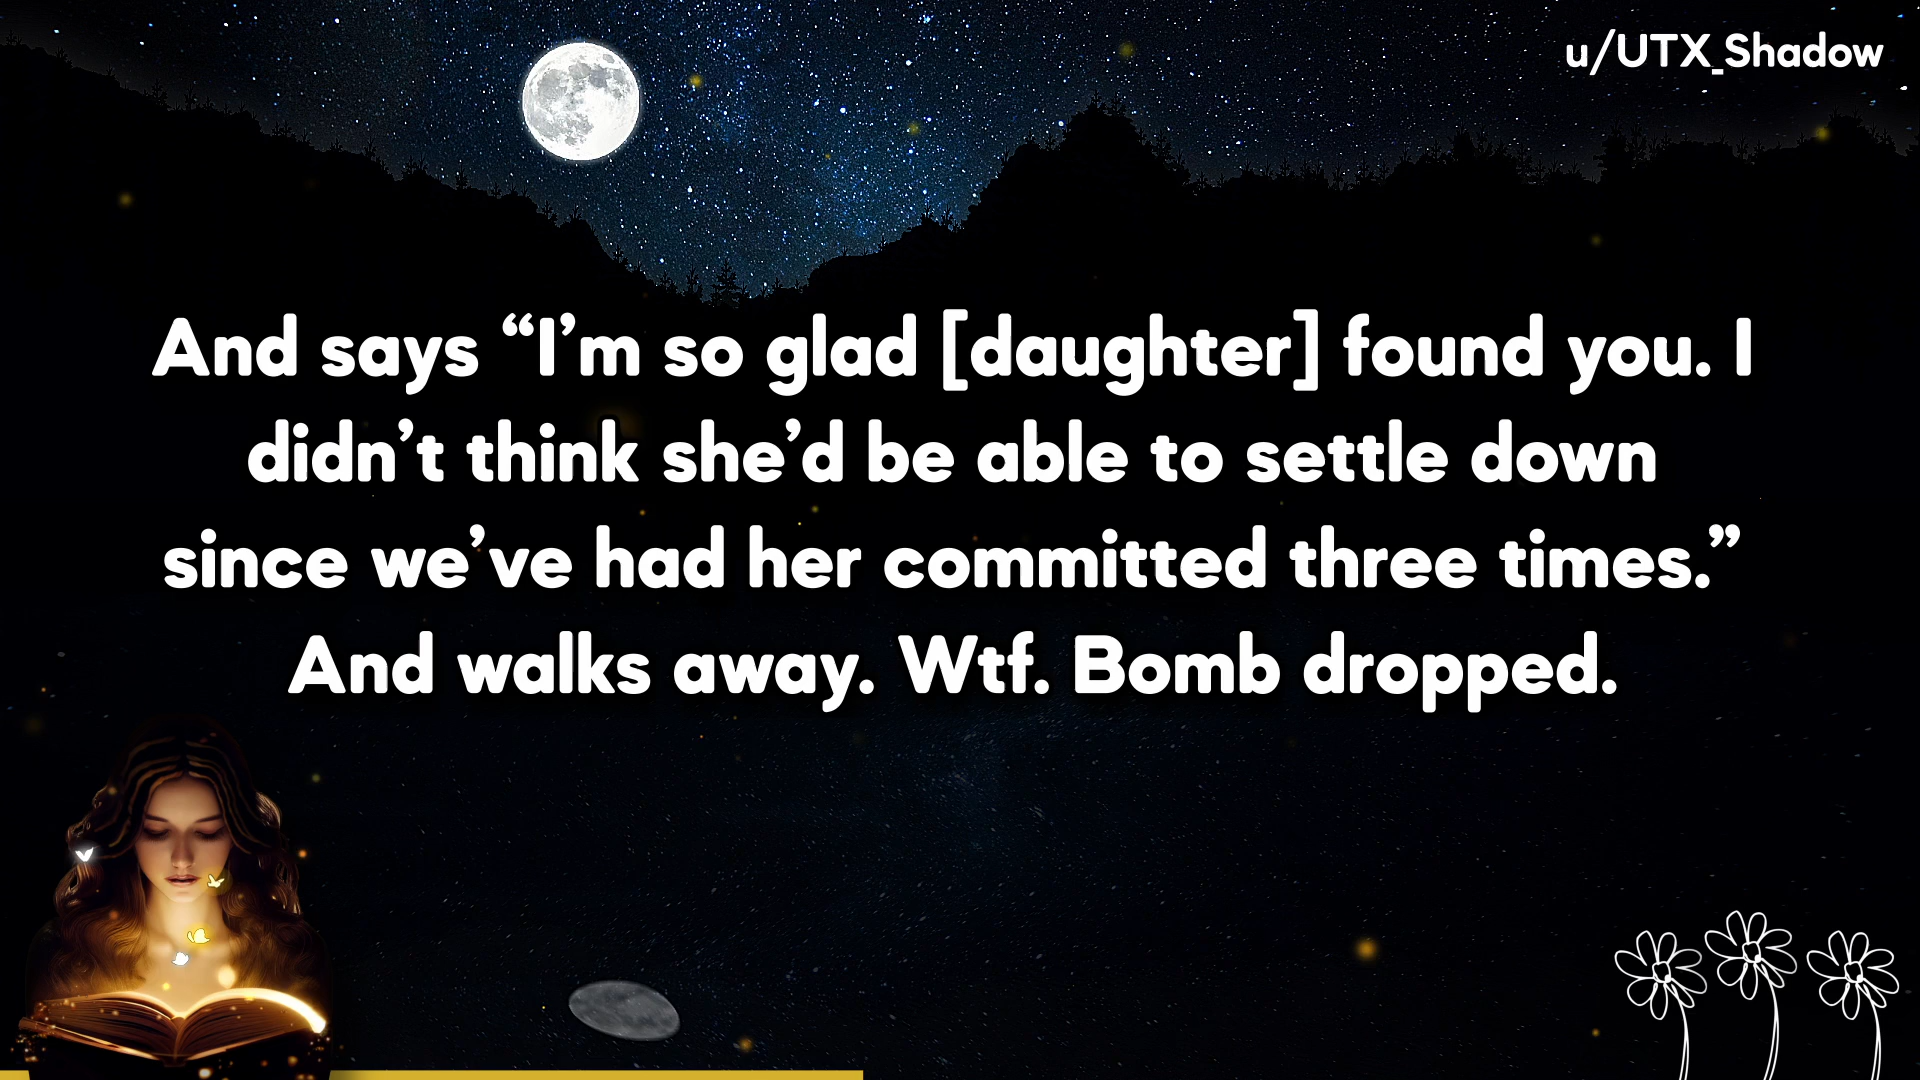 u/UTX_Shadow
And says “I’m so glad [daughter] found you. I
didn’t think she’d be able to settle down
since we’ve had her committed three times.”
And walks away. Wtf. Bomb dropped.